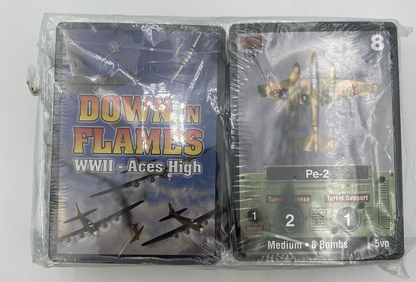 DOWN IN
FLAMES
WWII - Aces High
8
Pe-2
Turret Defense
Turret Support
1
2
1
Medium • 8 Bombs
5vp